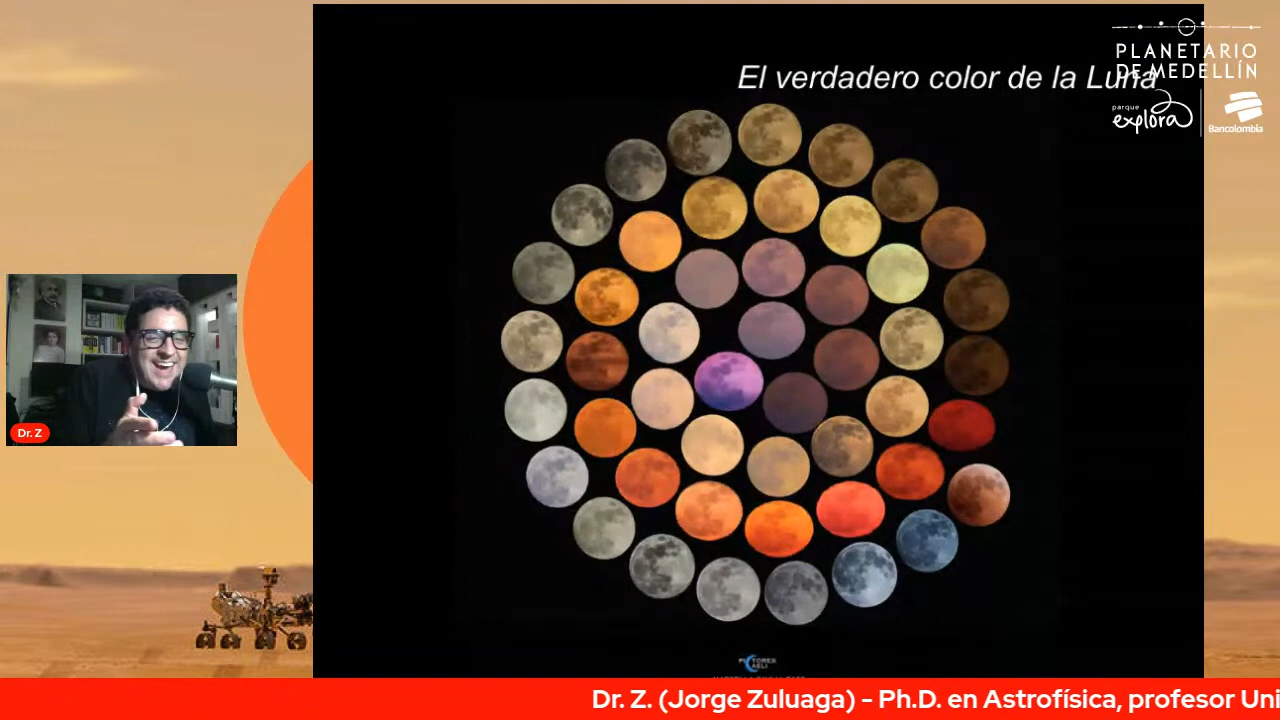 El verdadero color de la Luna
PLANETARIO
DE MEDELLÍN
parque
explora
Bancolombia
Dr. Z
Dr. Z. (Jorge Zuluaga) - Ph.D. en Astrofísica, profesor Uni